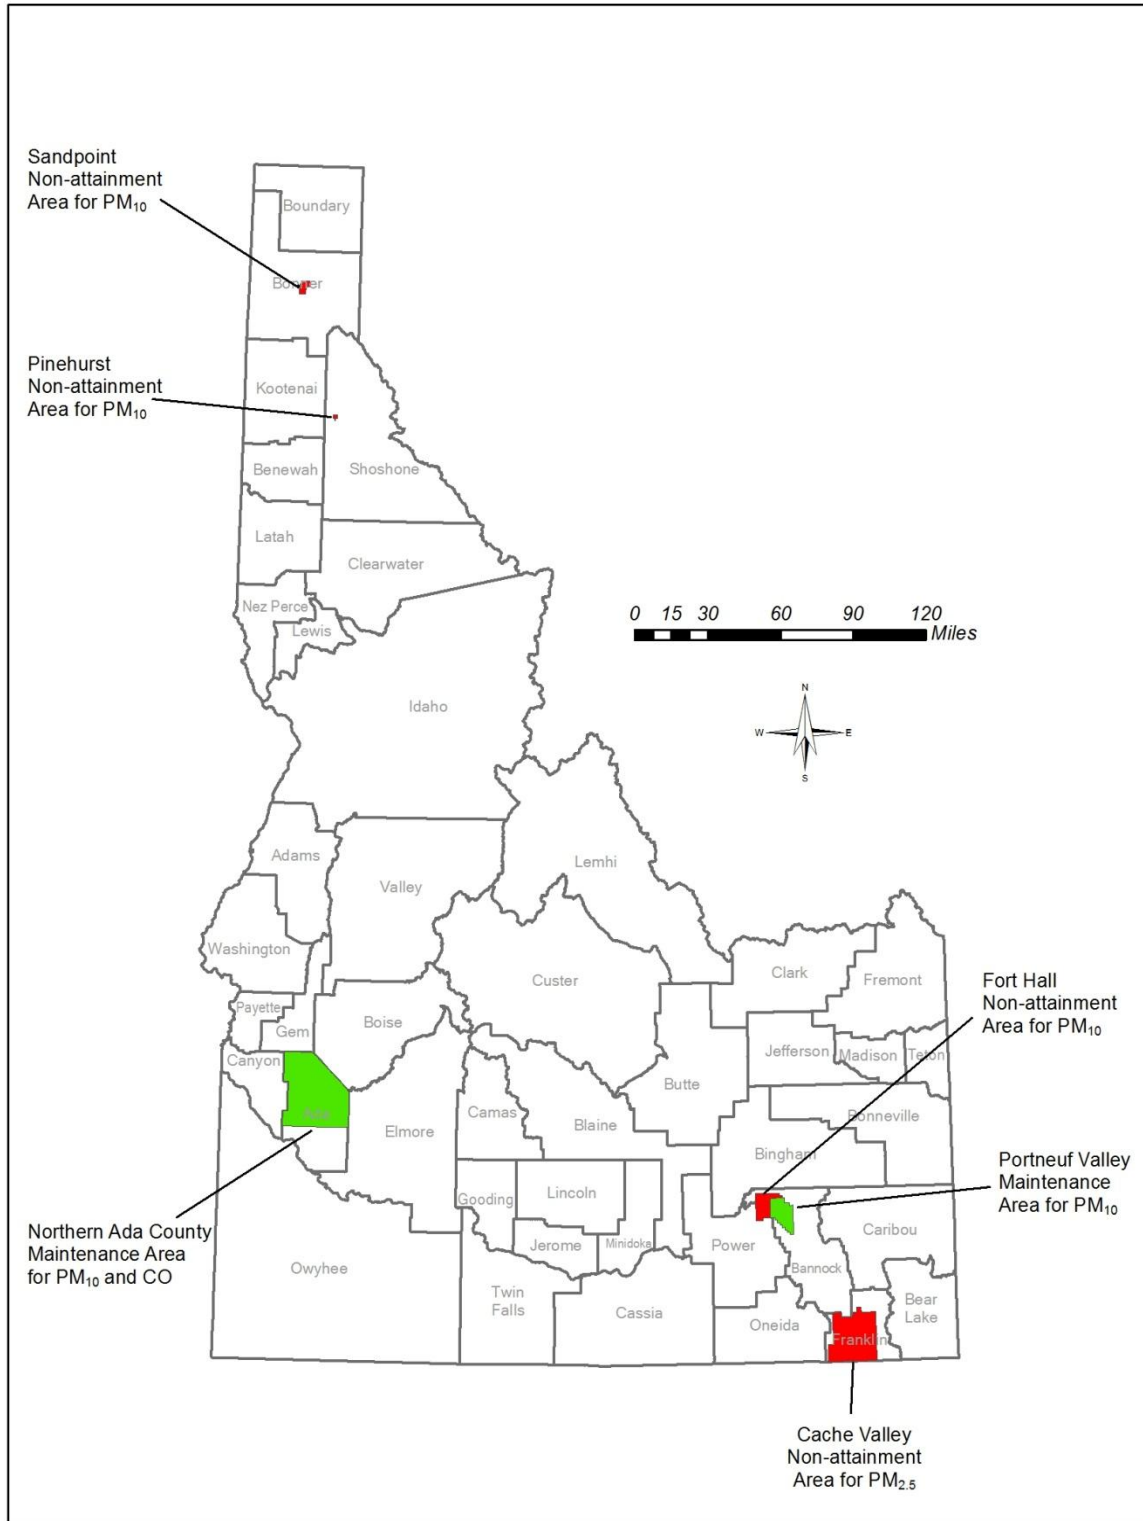 Sandpoint
Non-attainment
Area for PM₁₀
Boundary
Bonner
Pinehurst
Non-attainment
Area for PM₁₀
Kootenai
Benewah
Shoshone
Latah
Clearwater
Nez Perce
Lewis
0 15 30 60 90 120
Miles
Idaho
N
W E
S
Adams
Lemhi
Valley
Washington
Custer
Clark
Fremont
Fort Hall
Non-attainment
Area for PM₁₀
Payette
Gem
Boise
Canyon
Jefferson
Madison
Teton
Butte
Ada
Camas
Blaine
Bonneville
Elmore
Bingham
Portneuf Valley
Maintenance
Area for PM₁₀
Gooding
Lincoln
Northern Ada County
Maintenance Area
for PM₁₀ and CO
Jerome
Minidoka
Power
Caribou
Owyhee
Bannock
Twin
Falls
Cassia
Oneida
Bear
Lake
Franklin
Cache Valley
Non-attainment
Area for PM₂.₅